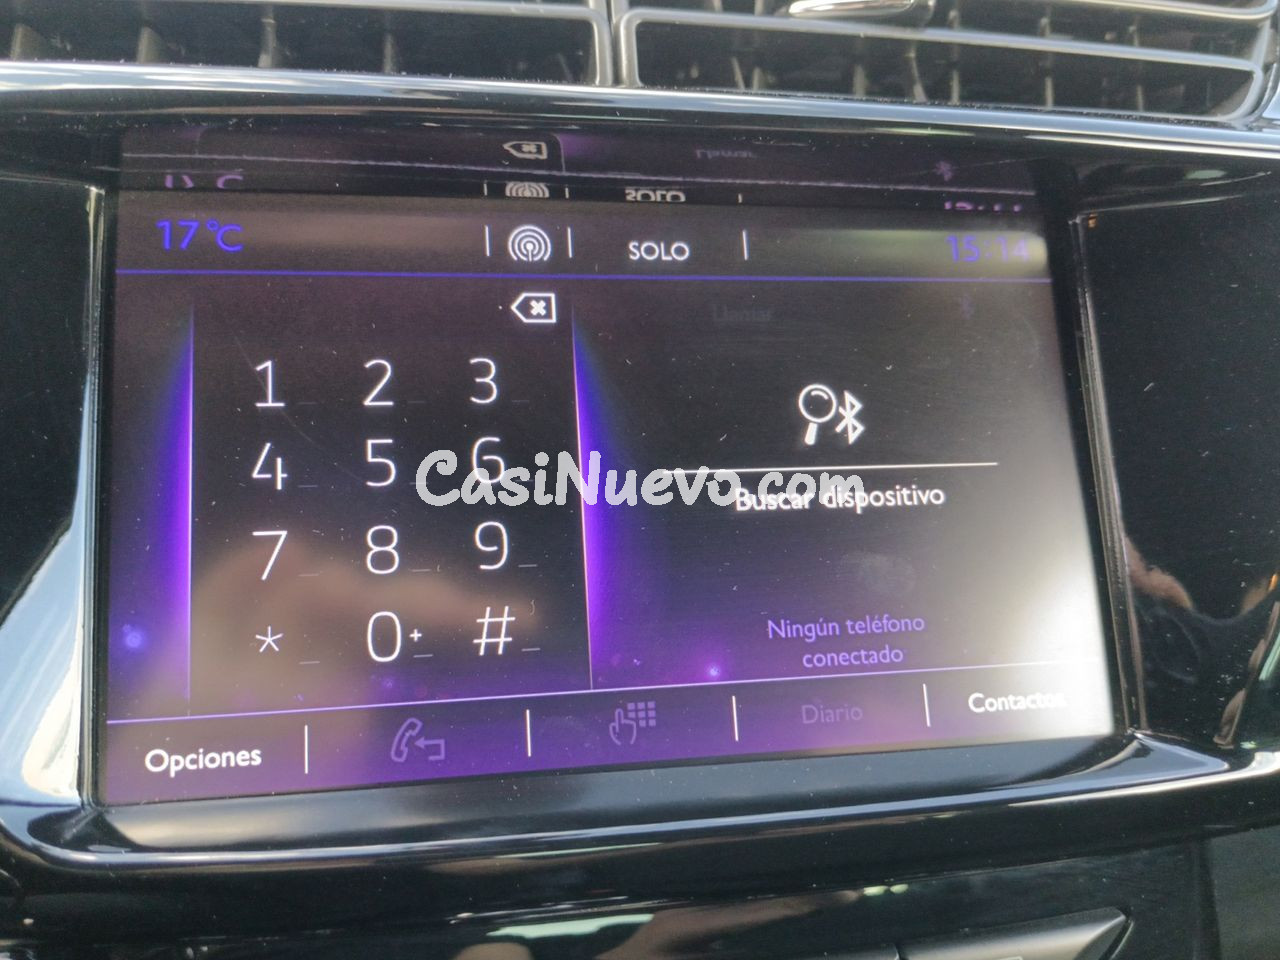 17°C
SOLO
15:14
Llamar
1 2 3
4 5 6
7 8 9
* 0+ #
Buscar dispositivo
Ningún teléfono
conectado
Opciones
Diario
Contactos
CasiNuevo.com